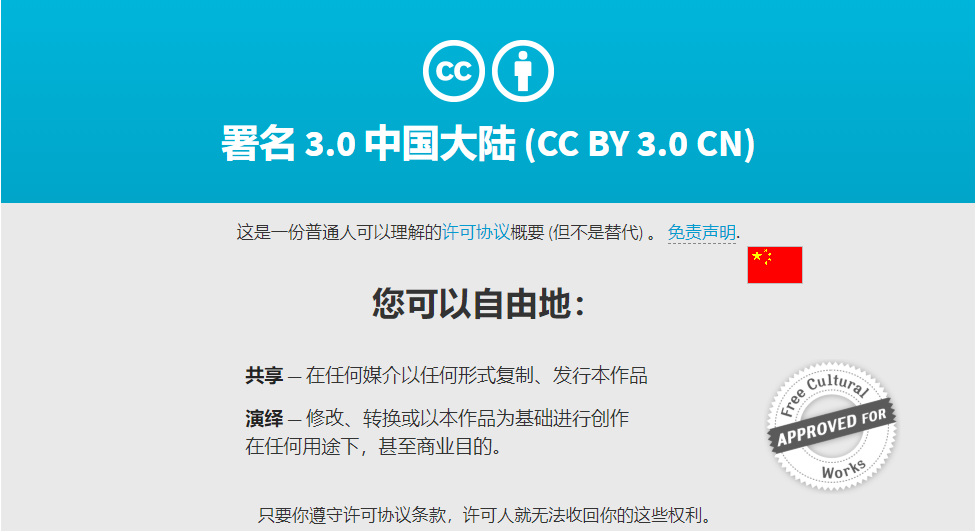 CC
署名 3.0 中国大陆 (CC BY 3.0 CN)
这是一份普通人可以理解的许可协议概要 (但不是替代) 。 免责声明.
您可以自由地：
共享 — 在任何媒介以任何形式复制、发行本作品
演绎 — 修改、转换或以本作品为基础进行创作
在任何用途下，甚至商业目的。
Free Cultural
APPROVED FOR
Works
只要你遵守许可协议条款，许可人就无法收回你的这些权利。